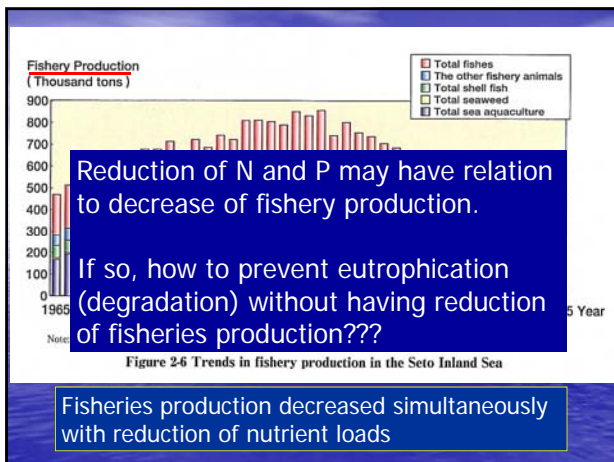 Fishery Production
(Thousand tons)
Total fishes
The other fishery animals
Total shell fish
Total seaweed
Total sea aquaculture
900
800
700
600
500
400
300
200
100
0
1965
5 Year
Reduction of N and P may have relation
to decrease of fishery production.
If so, how to prevent eutrophication
(degradation) without having reduction
of fisheries production???
Note:
Figure 2-6 Trends in fishery production in the Seto Inland Sea
Fisheries production decreased simultaneously
with reduction of nutrient loads